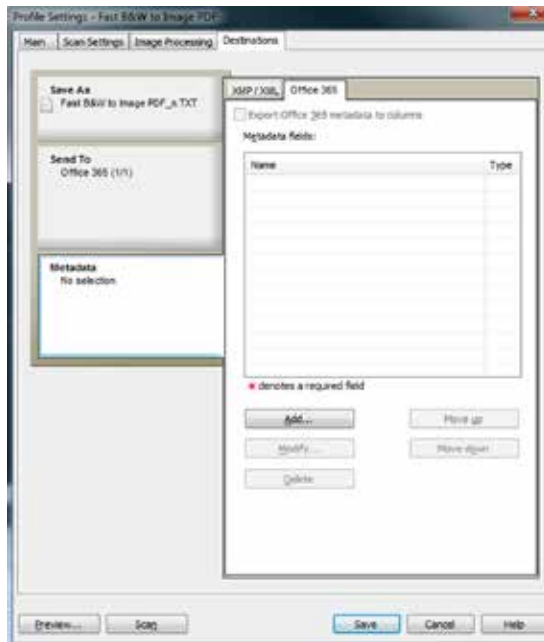 Profile Settings - Fast B&W to Image PDF
Main Scan Settings Image Processing Destinations
Save As
Fast B&W to Image PDF_n.TXT
Send To
Office 365 (1/1)
Metadata
No selection
XMP / XML Office 365
Export Office 365 metadata to columns
Metadata fields:
Name Type
* denotes a required field
Add... Move up
Modify... Move down
Delete
Preview... Scan Save Cancel Help